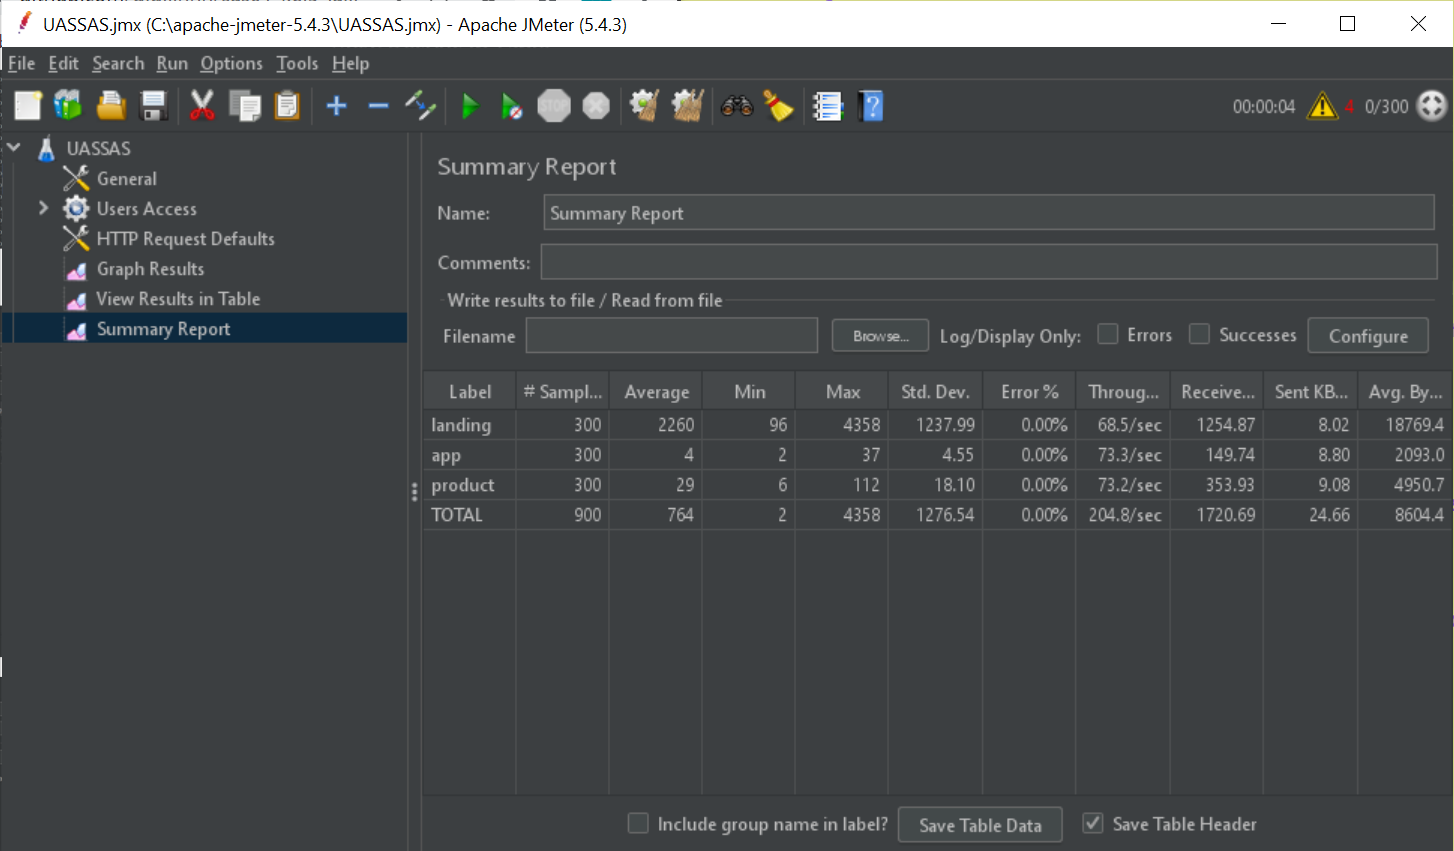 UASSAS.jmx (C:\apache-jmeter-5.4.3\UASSAS.jmx) - Apache JMeter (5.4.3)
File Edit Search Run Options Tools Help
STOP 00:00:04 4 0/300
UASSAS
General
Users Access
HTTP Request Defaults
Graph Results
View Results in Table
Summary Report
Summary Report
Name: Summary Report
Comments:
Write results to file / Read from file
Filename Browse... Log/Display Only: Errors Successes Configure
Label # Sampl... Average Min Max Std. Dev. Error % Throug... Receive... Sent KB... Avg. By...
landing 300 2260 96 4358 1237.99 0.00% 68.5/sec 1254.87 8.02 18769.4
app 300 4 2 37 4.55 0.00% 73.3/sec 149.74 8.80 2093.0
product 300 29 6 112 18.10 0.00% 73.2/sec 353.93 9.08 4950.7
TOTAL 900 764 2 4358 1276.54 0.00% 204.8/sec 1720.69 24.66 8604.4
Include group name in label? Save Table Data Save Table Header